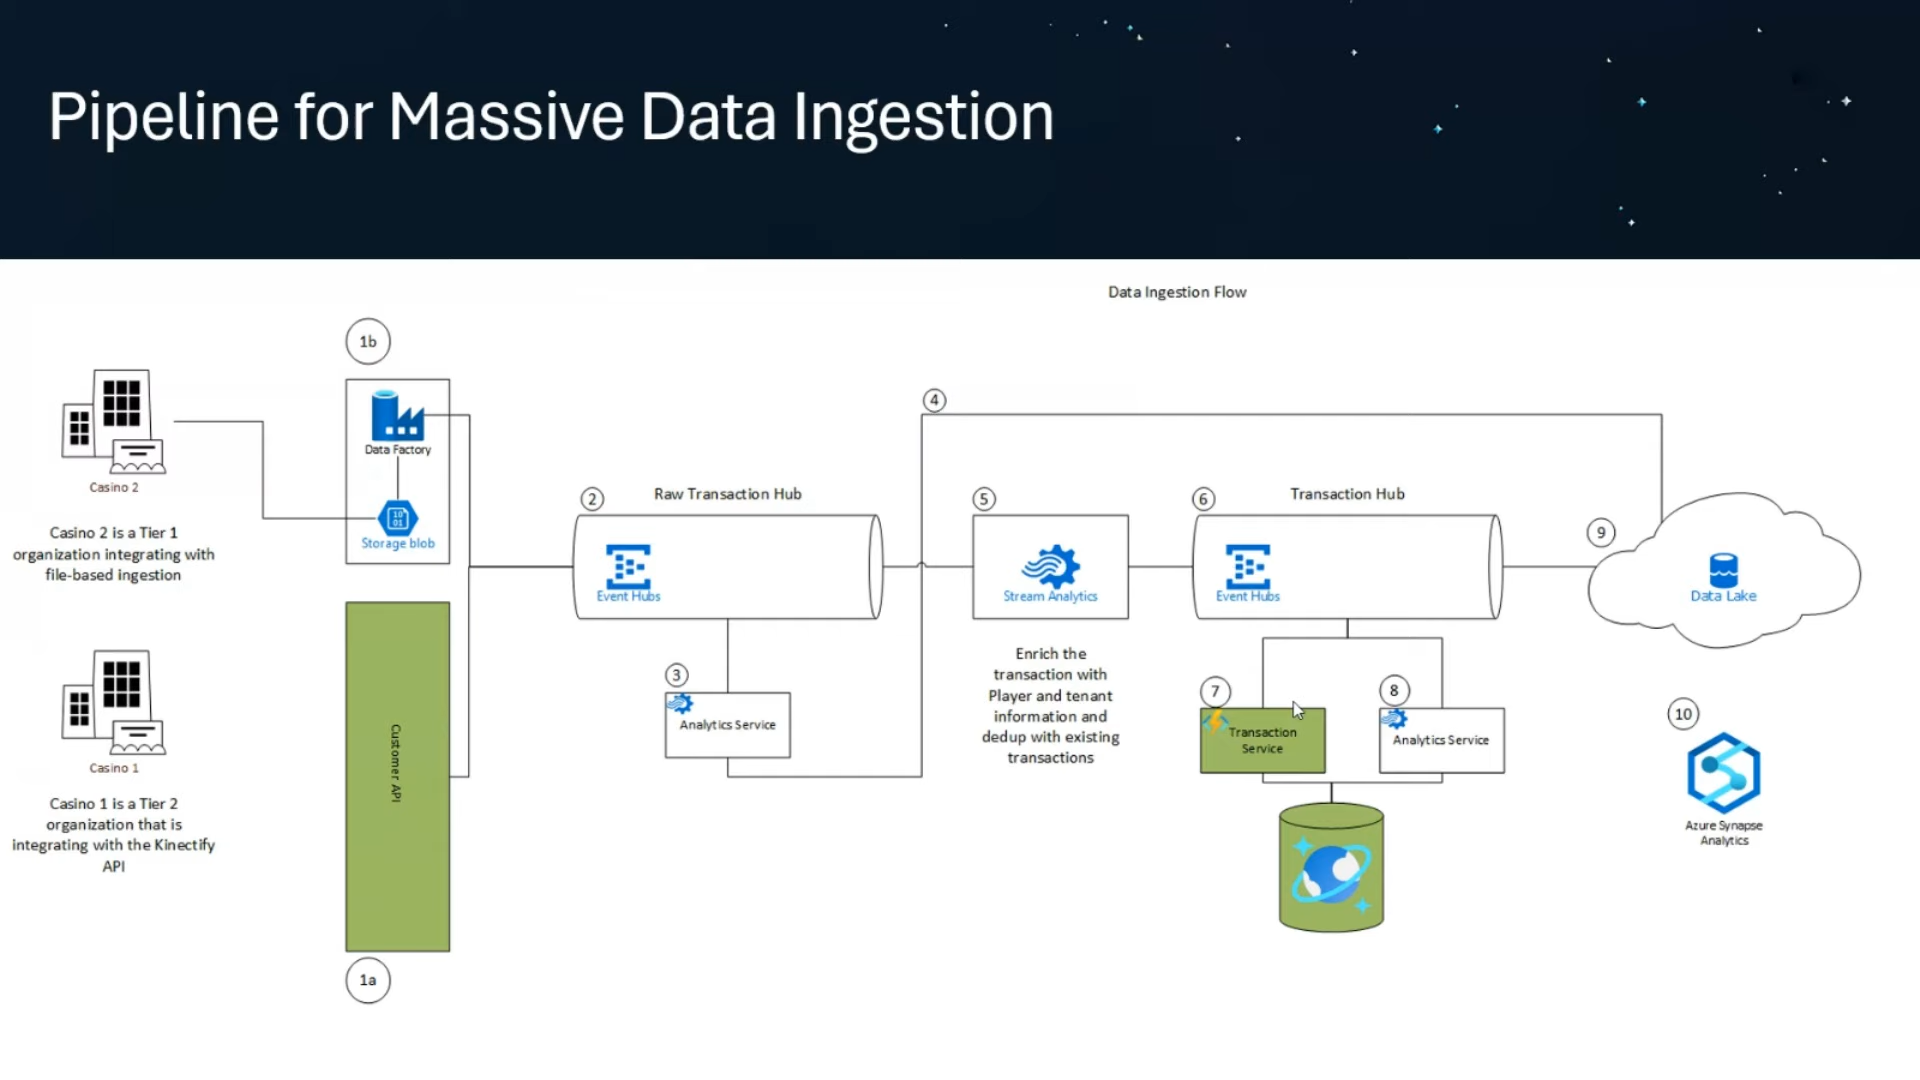 Pipeline for Massive Data Ingestion
Data Ingestion Flow
1b
Data Factory
Storage blob
Casino 2
Casino 2 is a Tier 1
organization integrating with
file-based ingestion
Casino 1
Casino 1 is a Tier 2
organization that is
integrating with the Kinectify
API
Customer API
1a
2
Raw Transaction Hub
Event Hubs
3
Analytics Service
4
5
Stream Analytics
Enrich the
transaction with
Player and tenant
information and
dedup with existing
transactions
6
Transaction Hub
Event Hubs
7
Transaction
Service
8
Analytics Service
9
Data Lake
10
Azure Synapse
Analytics
10
01